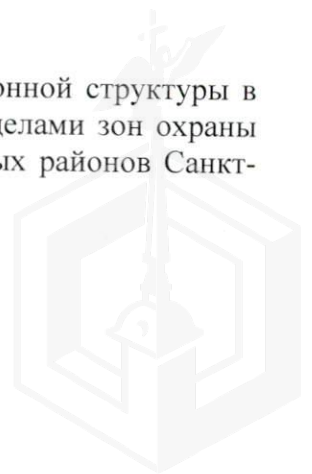 онной структуры в
делами зон охраны
ых районов Санкт-